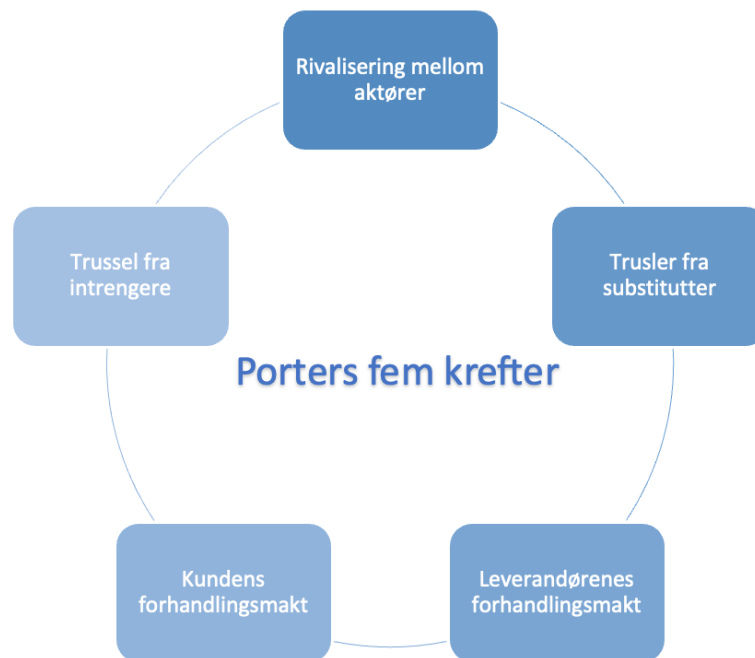 Rivalisering mellom
aktører
Trussel fra
intrengere
Trusler fra
substitutter
Porters fem krefter
Kundens
forhandlingsmakt
Leverandørenes
forhandlingsmakt